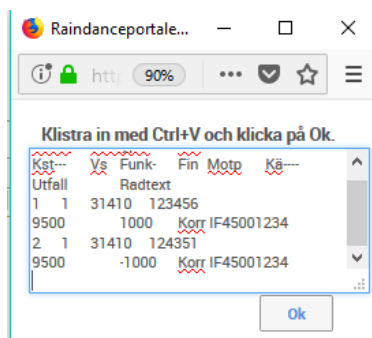 Raindanceportale...
http 90%
Klistra in med Ctrl+V och klicka på Ok.
Kst--- Vs Funk- Fin Motp Kä----
Utfall Radtext
1 1 31410 123456
9500 1000 Korr IF45001234
2 1 31410 124351
9500 -1000 Korr IF45001234
Ok